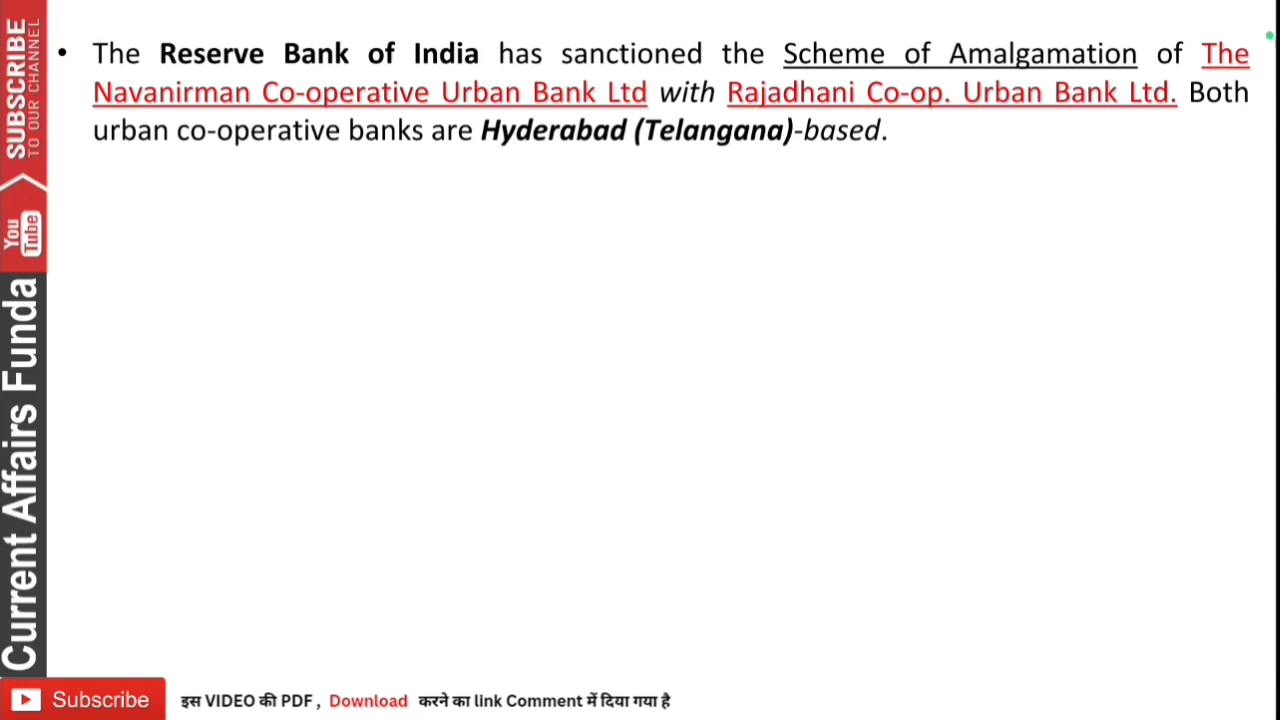 SUBSCRIBE
TO OUR CHANNEL
You
Tube
Current Affairs Funda
• The Reserve Bank of India has sanctioned the Scheme of Amalgamation of The
Navanirman Co-operative Urban Bank Ltd with Rajadhani Co-op. Urban Bank Ltd. Both
urban co-operative banks are Hyderabad (Telangana)-based.
Subscribe
इस VIDEO की PDF , Download करने का link Comment में दिया गया है